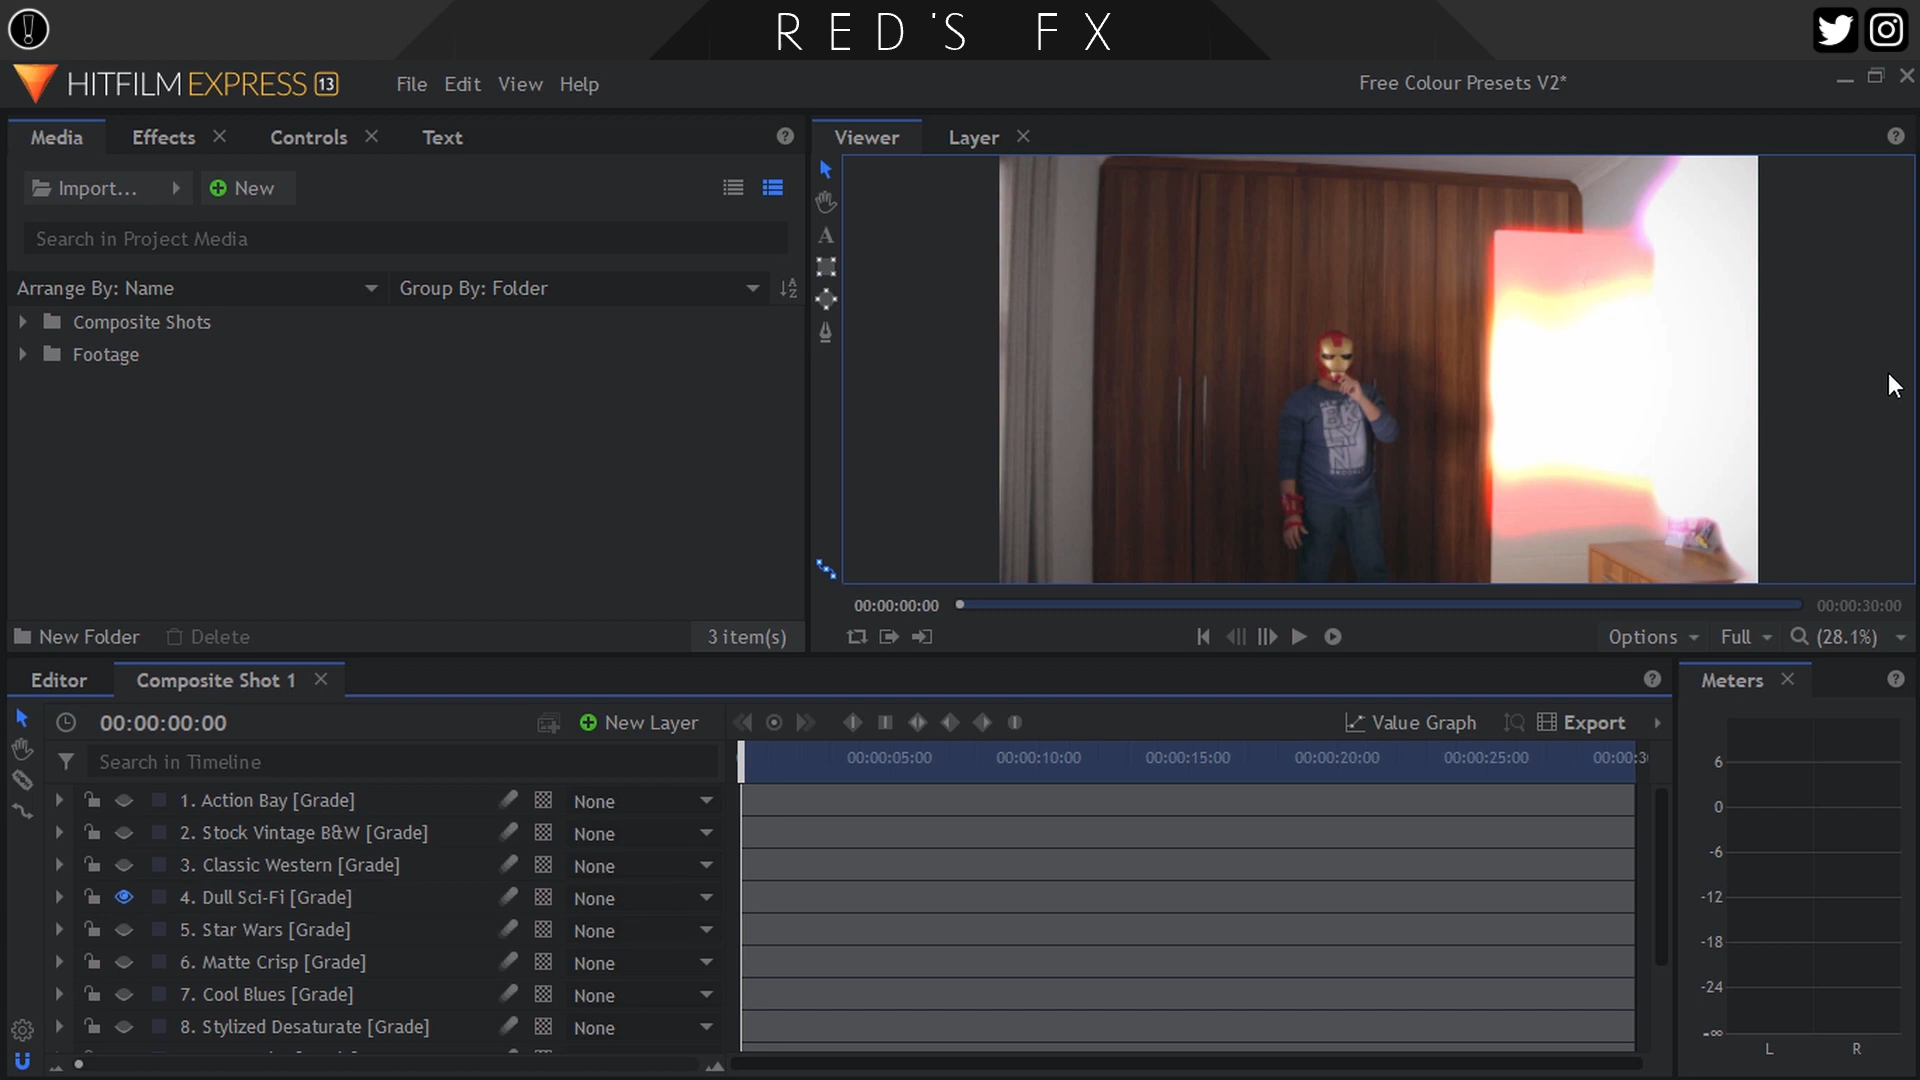 RED'S FX
HITFILM EXPRESS 13
File Edit View Help
Free Colour Presets V2*
Media Effects Controls Text
Import... New
Search in Project Media
Arrange By: Name Group By: Folder
Composite Shots
Footage
New Folder Delete 3 item(s)
Viewer Layer
BK
LY
N
BROOKLYN
00:00:00:00 00:00:30:00
Options Full (28.1%)
Editor Composite Shot 1
00:00:00:00 New Layer Value Graph Export
Search in Timeline
00:00:05:00 00:00:10:00 00:00:15:00 00:00:20:00 00:00:25:00 00:00:3
1. Action Bay [Grade] None
2. Stock Vintage B&W [Grade] None
3. Classic Western [Grade] None
4. Dull Sci-Fi [Grade] None
5. Star Wars [Grade] None
6. Matte Crisp [Grade] None
7. Cool Blues [Grade] None
8. Stylized Desaturate [Grade] None
Meters
6
0
-6
-12
-18
-24
-∞
L R